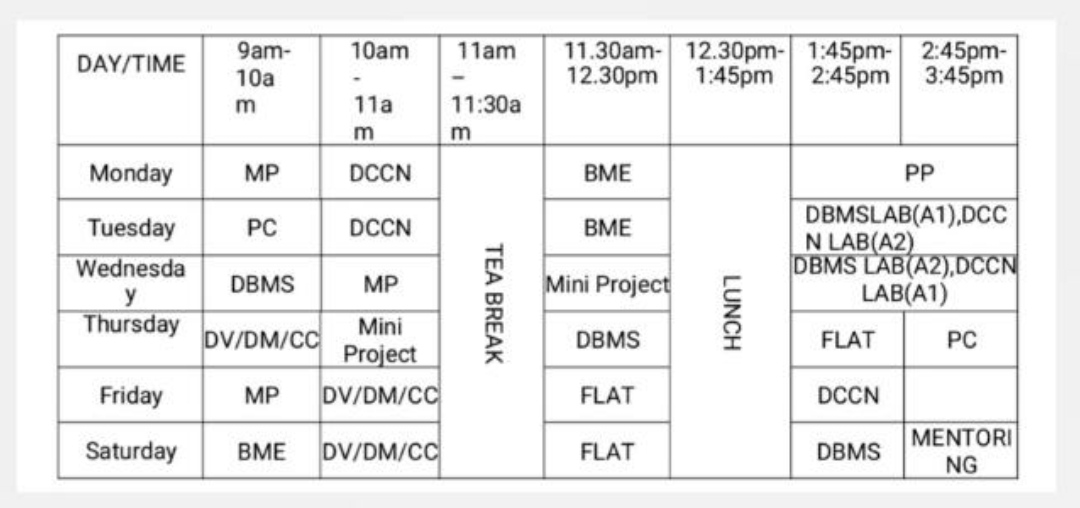 DAY/TIME 9am-10am 10am-11am 11am–11:30am 11.30am-12.30pm 12.30pm-1:45pm 1:45pm-2:45pm 2:45pm-3:45pm
Monday MP DCCN TEA BREAK BME LUNCH PP
Tuesday PC DCCN BME DBMSLAB(A1),DCCN LAB(A2)
Wednesday DBMS MP Mini Project DBMS LAB(A2),DCCN LAB(A1)
Thursday DV/DM/CC Mini Project DBMS FLAT PC
Friday MP DV/DM/CC FLAT DCCN
Saturday BME DV/DM/CC FLAT DBMS MENTORING